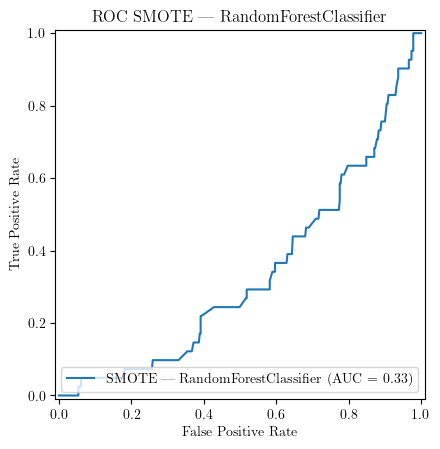 ROC SMOTE — RandomForestClassifier
1.0
0.8
0.6
0.4
0.2
0.0
True Positive Rate
SMOTE — RandomForestClassifier (AUC = 0.33)
0.0 0.2 0.4 0.6 0.8 1.0
False Positive Rate